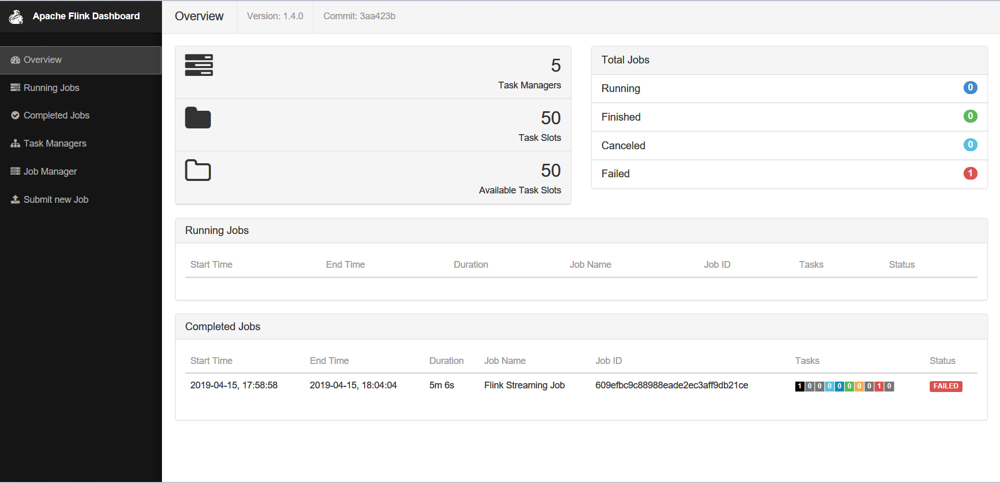 Apache Flink Dashboard
Overview
Version: 1.4.0
Commit: 3aa423b
Overview
Running Jobs
Completed Jobs
Task Managers
Job Manager
Submit new Job
5
Task Managers
50
Task Slots
50
Available Task Slots
Total Jobs
Running 0
Finished 0
Canceled 0
Failed 1
Running Jobs
Start Time End Time Duration Job Name Job ID Tasks Status
Completed Jobs
Start Time End Time Duration Job Name Job ID Tasks Status
2019-04-15, 17:58:58 2019-04-15, 18:04:04 5m 6s Flink Streaming Job 609efbc9c88988eade2ec3aff9db21ce 1 0 0 0 0 0 0 0 1 0 FAILED